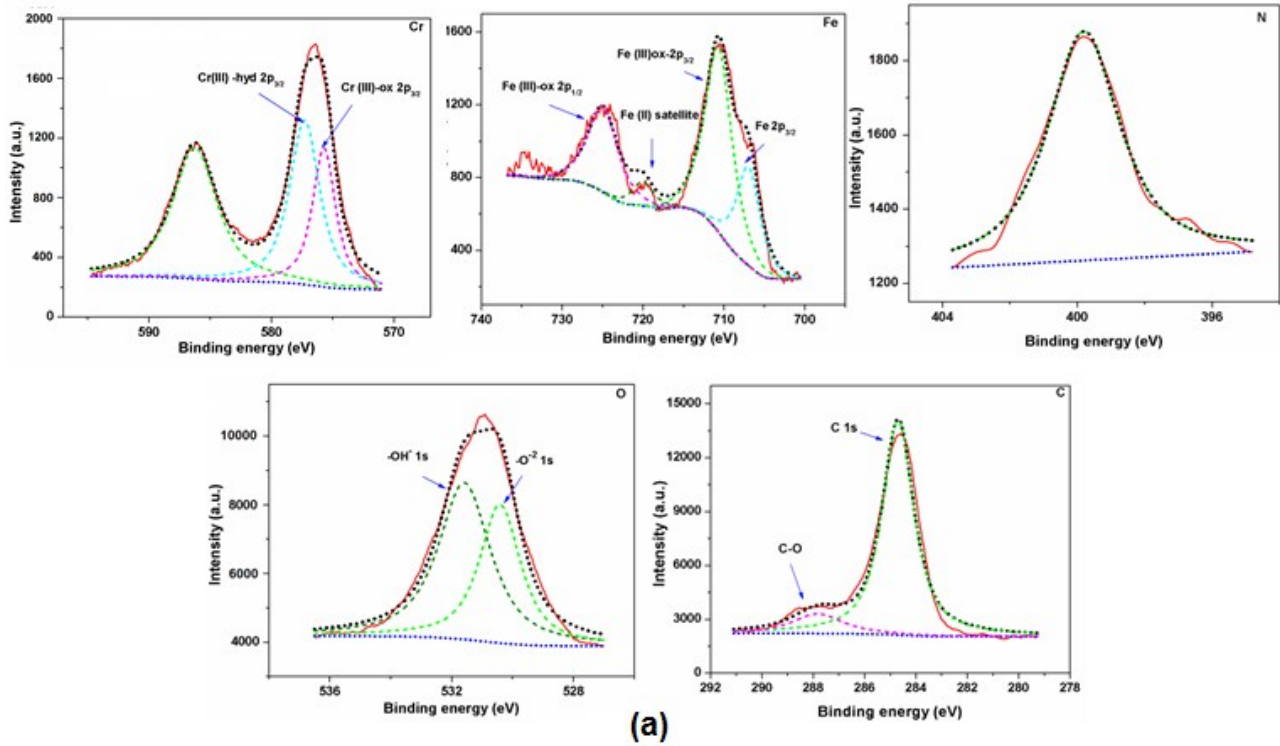 Cr
2000
1600
1200
800
400
0
Intensity (a.u.)
Cr(III) -hyd 2p3/2
Cr (III)-ox 2p3/2
590
580
570
Binding energy (eV)
Fe
1600
1200
800
400
Intensity (a.u.)
Fe (III)ox-2p3/2
Fe (III)-ox 2p1/2
Fe (II) satellite
Fe 2p3/2
740
730
720
710
700
Binding energy (eV)
N
1800
1600
1400
1200
Intensity (a.u.)
404
400
396
Binding energy (eV)
O
10000
8000
6000
4000
Intensity (a.u.)
-OH- 1s
-O-2 1s
536
532
528
Binding energy (eV)
C
15000
12000
9000
6000
3000
0
Intensity (a.u.)
C 1s
C-O
292
290
288
286
284
282
280
278
Binding energy (eV)
(a)